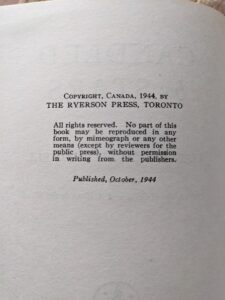 COPYRIGHT, CANADA, 1944, BY
THE RYERSON PRESS, TORONTO
All rights reserved. No part of this
book may be reproduced in any
form, by mimeograph or any other
means (except by reviewers for the
public press), without permission
in writing from the publishers.
Published, October, 1944